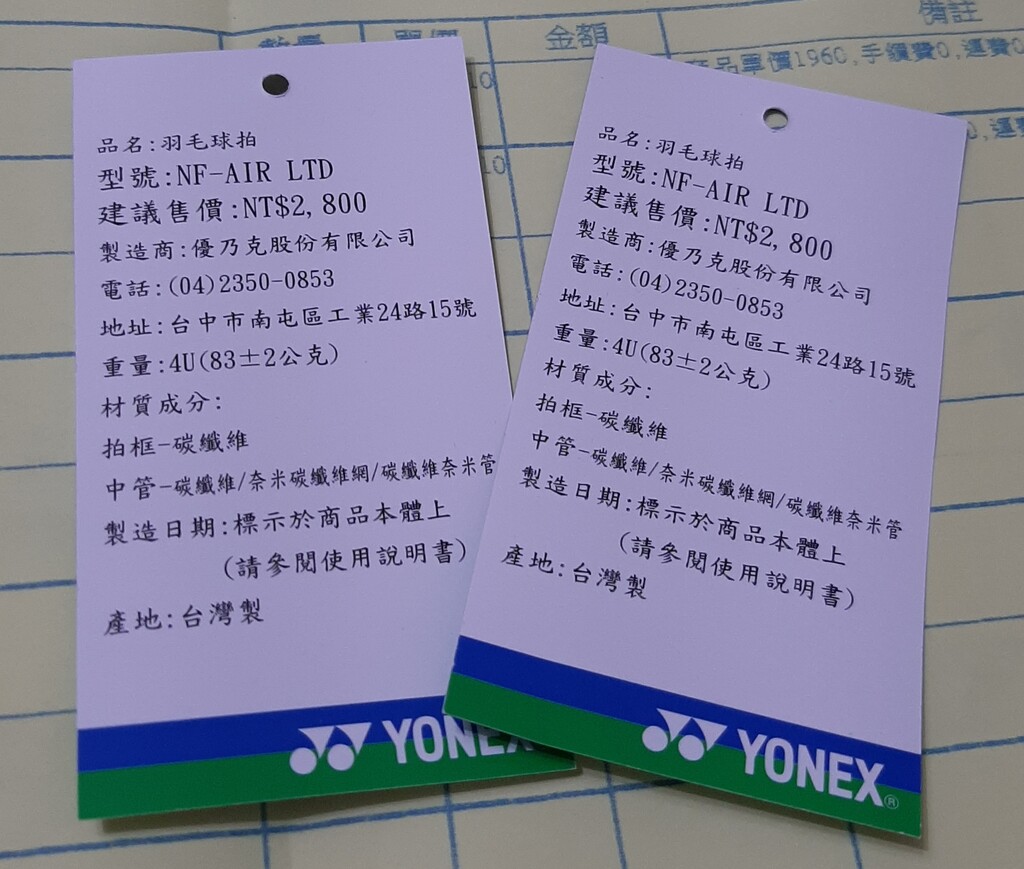 金額
備註
商品票價1960,手續費0,運費0
品名:羽毛球拍
型號:NF-AIR LTD
建議售價:NT$2,800
製造商:優乃克股份有限公司
電話:(04)2350-0853
地址:台中市南屯區工業24路15號
重量:4U(83±2公克)
材質成分:
拍框-碳纖維
中管-碳纖維/奈米碳纖維網/碳纖維奈米管
製造日期:標示於商品本體上
(請參閱使用說明書)
產地:台灣製
YONEX
品名:羽毛球拍
型號:NF-AIR LTD
建議售價:NT$2,800
製造商:優乃克股份有限公司
電話:(04)2350-0853
地址:台中市南屯區工業24路15號
重量:4U(83±2公克)
材質成分:
拍框-碳纖維
中管-碳纖維/奈米碳纖維網/碳纖維奈米管
製造日期:標示於商品本體上
(請參閱使用說明書)
產地:台灣製
YONEX®